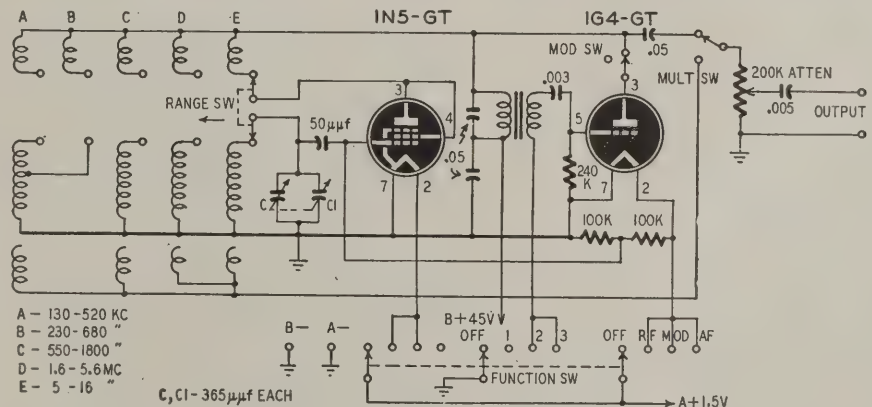 A B C D E
IN5-GT
IG4-GT
MOD SW
.05
MULT SW
200K ATTEN
.005
OUTPUT
RANGE SW
3
4
50μμf
.05
7
2
.003
5
3
240
K
7
2
100K
100K
C2
C1
A – 130-520 KC
B – 230-680 "
C – 550-1800 "
D – 1.6-5.6MC
E – 5 -16 "
B–
A–
B+45V
OFF
1
2
3
OFF
RF
MOD
AF
FUNCTION SW
C,C1-365μμf EACH
A+1.5V